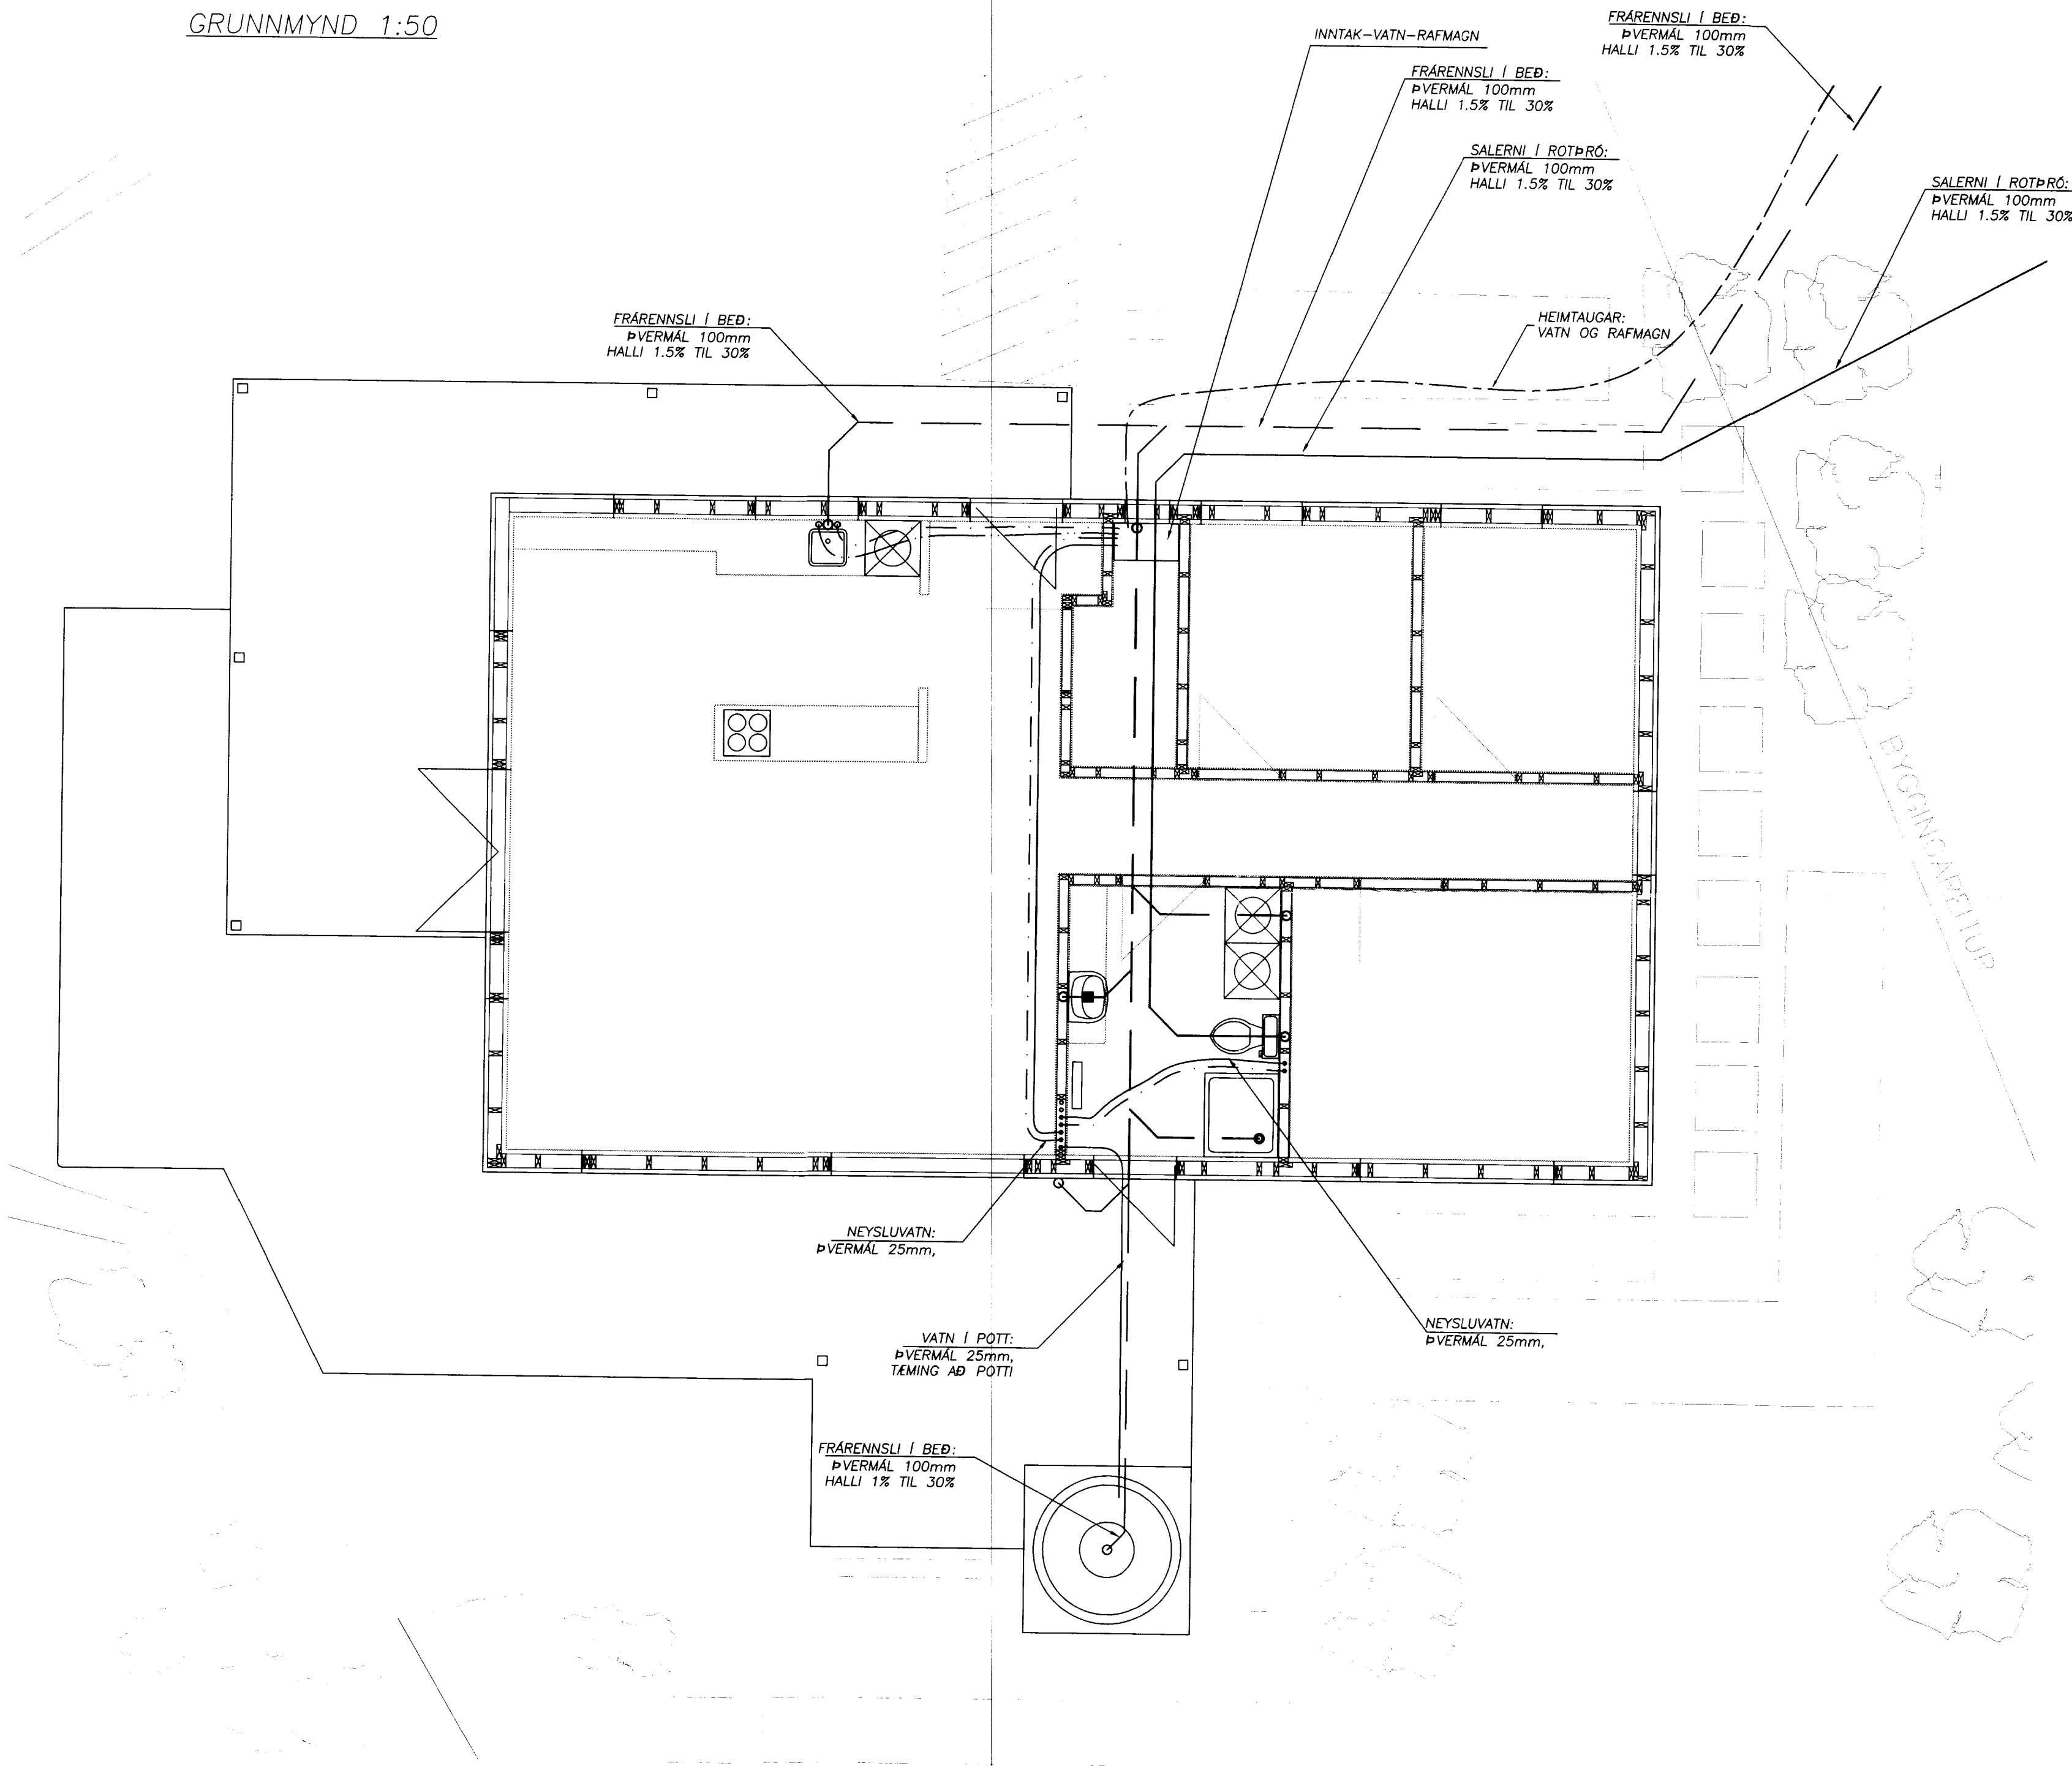 GRUNNMYND 1:50
FRÁRENNSLI Í BEÐ:
ÞVERMÁL 100mm
HALLI 1.5% TIL 30%
INNTAK-VATN-RAFMAGN
FRÁRENNSLI Í BEÐ:
ÞVERMÁL 100mm
HALLI 1.5% TIL 30%
SALERNI Í ROTÞRÓ:
ÞVERMÁL 100mm
HALLI 1.5% TIL 30%
SALERNI Í ROTÞRÓ:
ÞVERMÁL 100mm
HALLI 1.5% TIL 30%
FRÁRENNSLI Í BEÐ:
ÞVERMÁL 100mm
HALLI 1.5% TIL 30%
HEIMTAUGAR:
VATN OG RAFMAGN
BYGGINGAREITUR
NEYSLUVATN:
ÞVERMÁL 25mm,
NEYSLUVATN:
ÞVERMÁL 25mm,
VATN Í POTT:
ÞVERMÁL 25mm,
TÆMING AÐ POTTI
FRÁRENNSLI Í BEÐ:
ÞVERMÁL 100mm
HALLI 1% TIL 30%